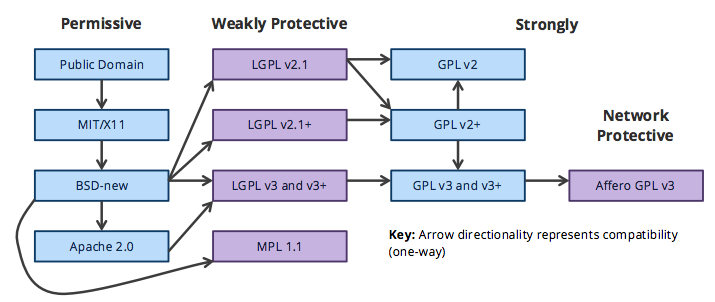 Permissive
Weakly Protective
Strongly
Public Domain
LGPL v2.1
GPL v2
MIT/X11
LGPL v2.1+
GPL v2+
Network
Protective
BSD-new
LGPL v3 and v3+
GPL v3 and v3+
Affero GPL v3
Apache 2.0
MPL 1.1
Key: Arrow directionality represents compatibility
(one-way)